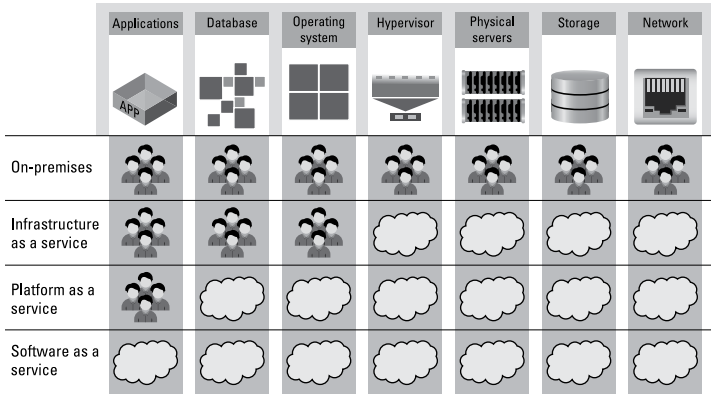 Applications
Database
Operating
system
Hypervisor
Physical
servers
Storage
Network
APP
On-premises
Infrastructure
as a service
Platform as a
service
Software as a
service